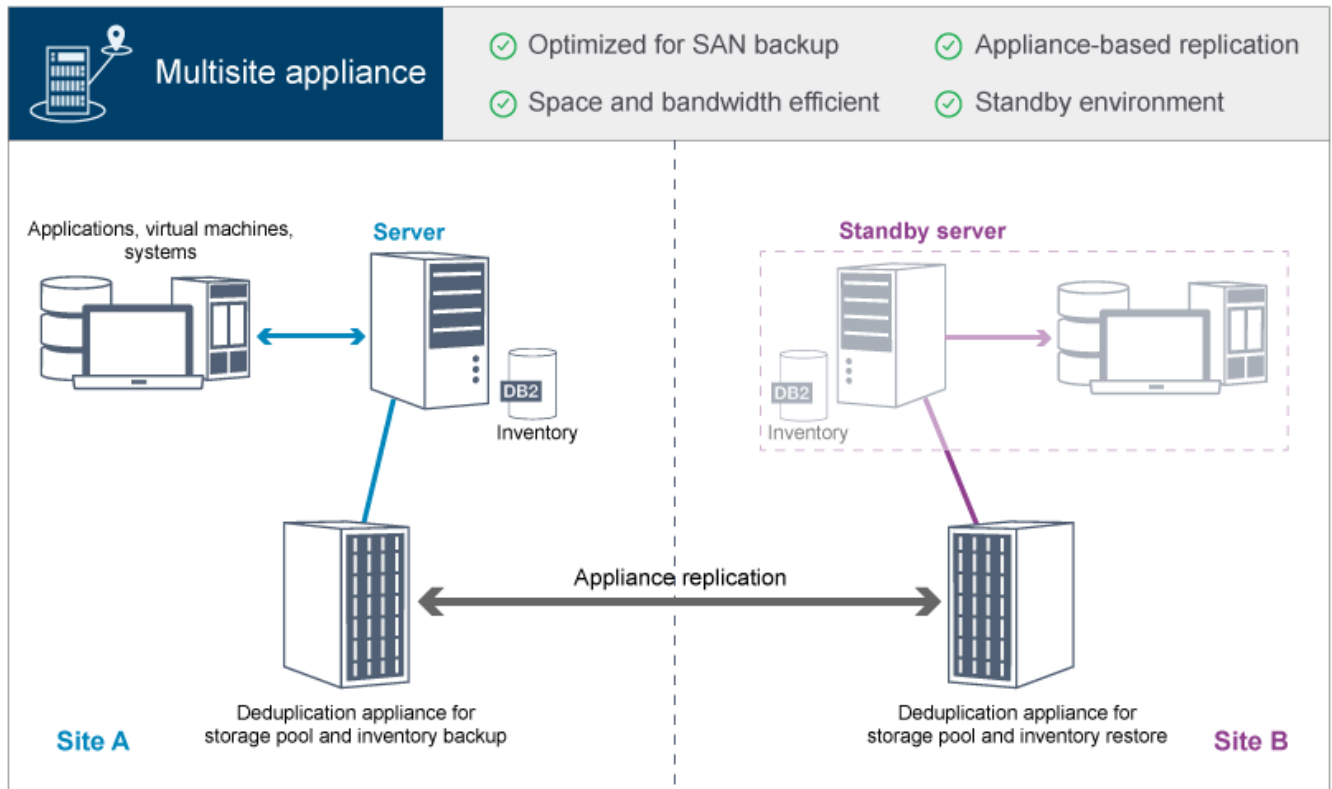 Multisite appliance
Optimized for SAN backup
Appliance-based replication
Space and bandwidth efficient
Standby environment
Applications, virtual machines,
systems
Server
DB2
Inventory
Standby server
DB2
Inventory
Appliance replication
Deduplication appliance for
storage pool and inventory backup
Site A
Deduplication appliance for
storage pool and inventory restore
Site B